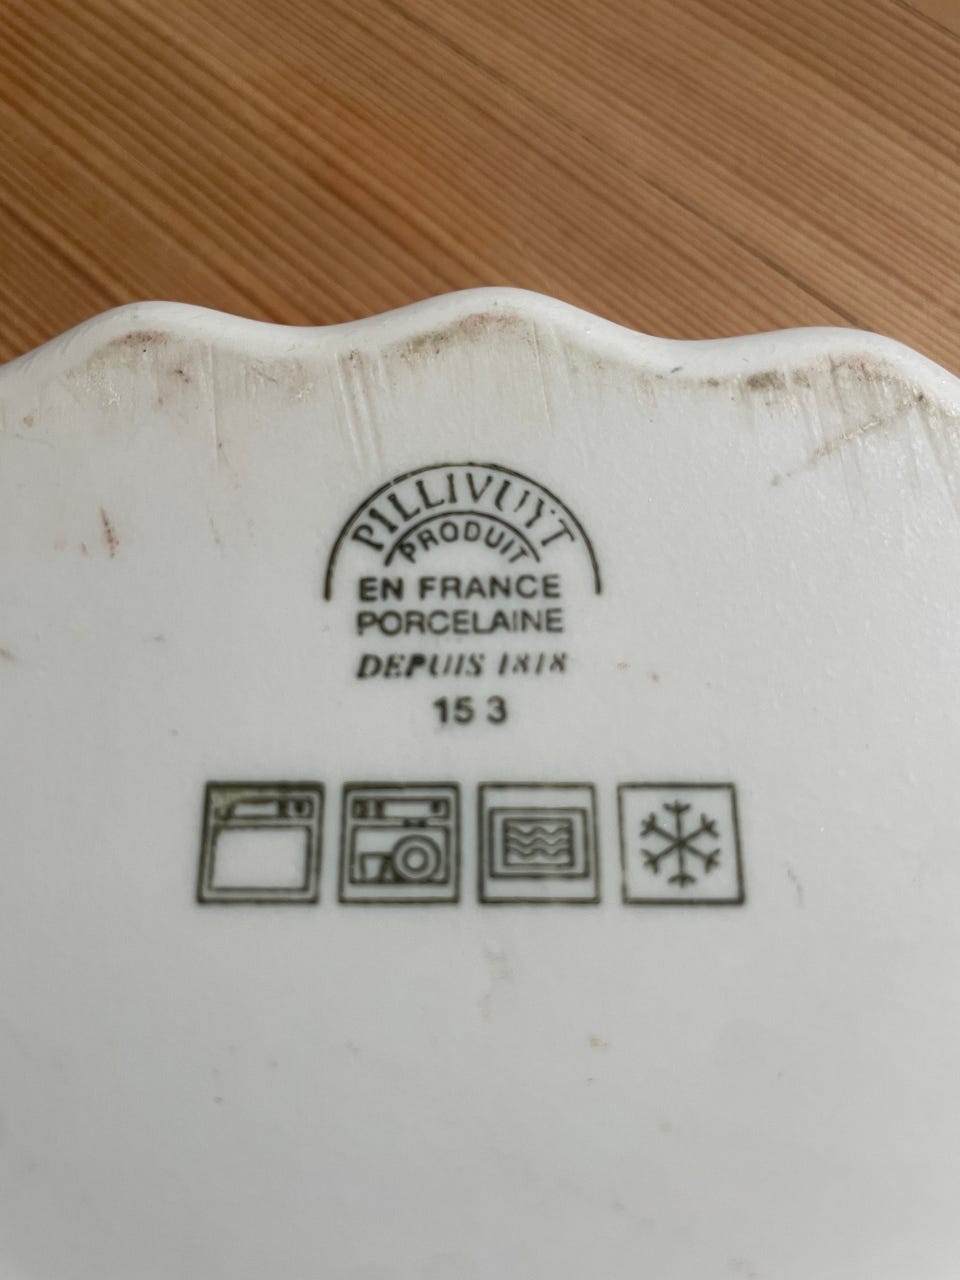 PILLIVUYT
PRODUIT
EN FRANCE
PORCELAINE
DEPUIS 1818
15 3